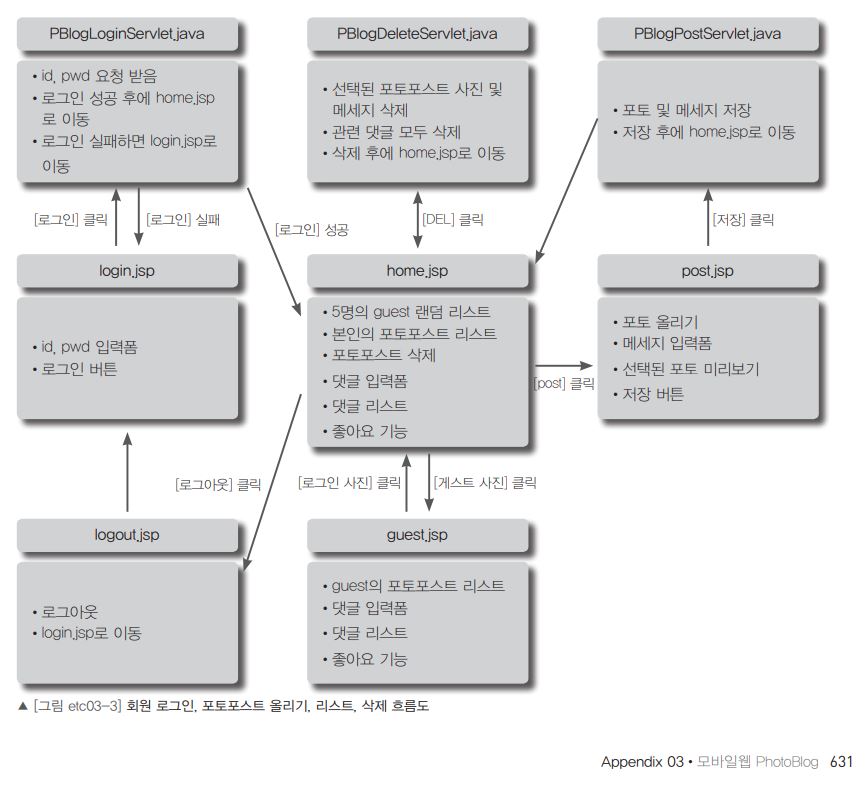 PBlogLoginServlet.java
• id, pwd 요청 받음
• 로그인 성공 후에 home.jsp
로 이동
• 로그인 실패하면 login.jsp로
이동
PBlogDeleteServlet.java
• 선택된 포토포스트 사진 및
메세지 삭제
• 관련 댓글 모두 삭제
• 삭제 후에 home.jsp로 이동
PBlogPostServlet.java
• 포토 및 메세지 저장
• 저장 후에 home.jsp로 이동
[로그인] 클릭
[로그인] 실패
[로그인] 성공
[DEL] 클릭
[저장] 클릭
login.jsp
• id, pwd 입력폼
• 로그인 버튼
home.jsp
• 5명의 guest 랜덤 리스트
• 본인의 포토포스트 리스트
• 포토포스트 삭제
• 댓글 입력폼
• 댓글 리스트
• 좋아요 기능
[post] 클릭
post.jsp
• 포토 올리기
• 메세지 입력폼
• 선택된 포토 미리보기
• 저장 버튼
[로그아웃] 클릭
[로그인 사진] 클릭
[게스트 사진] 클릭
logout.jsp
• 로그아웃
• login.jsp로 이동
guest.jsp
• guest의 포토포스트 리스트
• 댓글 입력폼
• 댓글 리스트
• 좋아요 기능
▲ [그림 etc03-3] 회원 로그인, 포토포스트 올리기, 리스트, 삭제 흐름도
Appendix 03 • 모바일웹 PhotoBlog 631